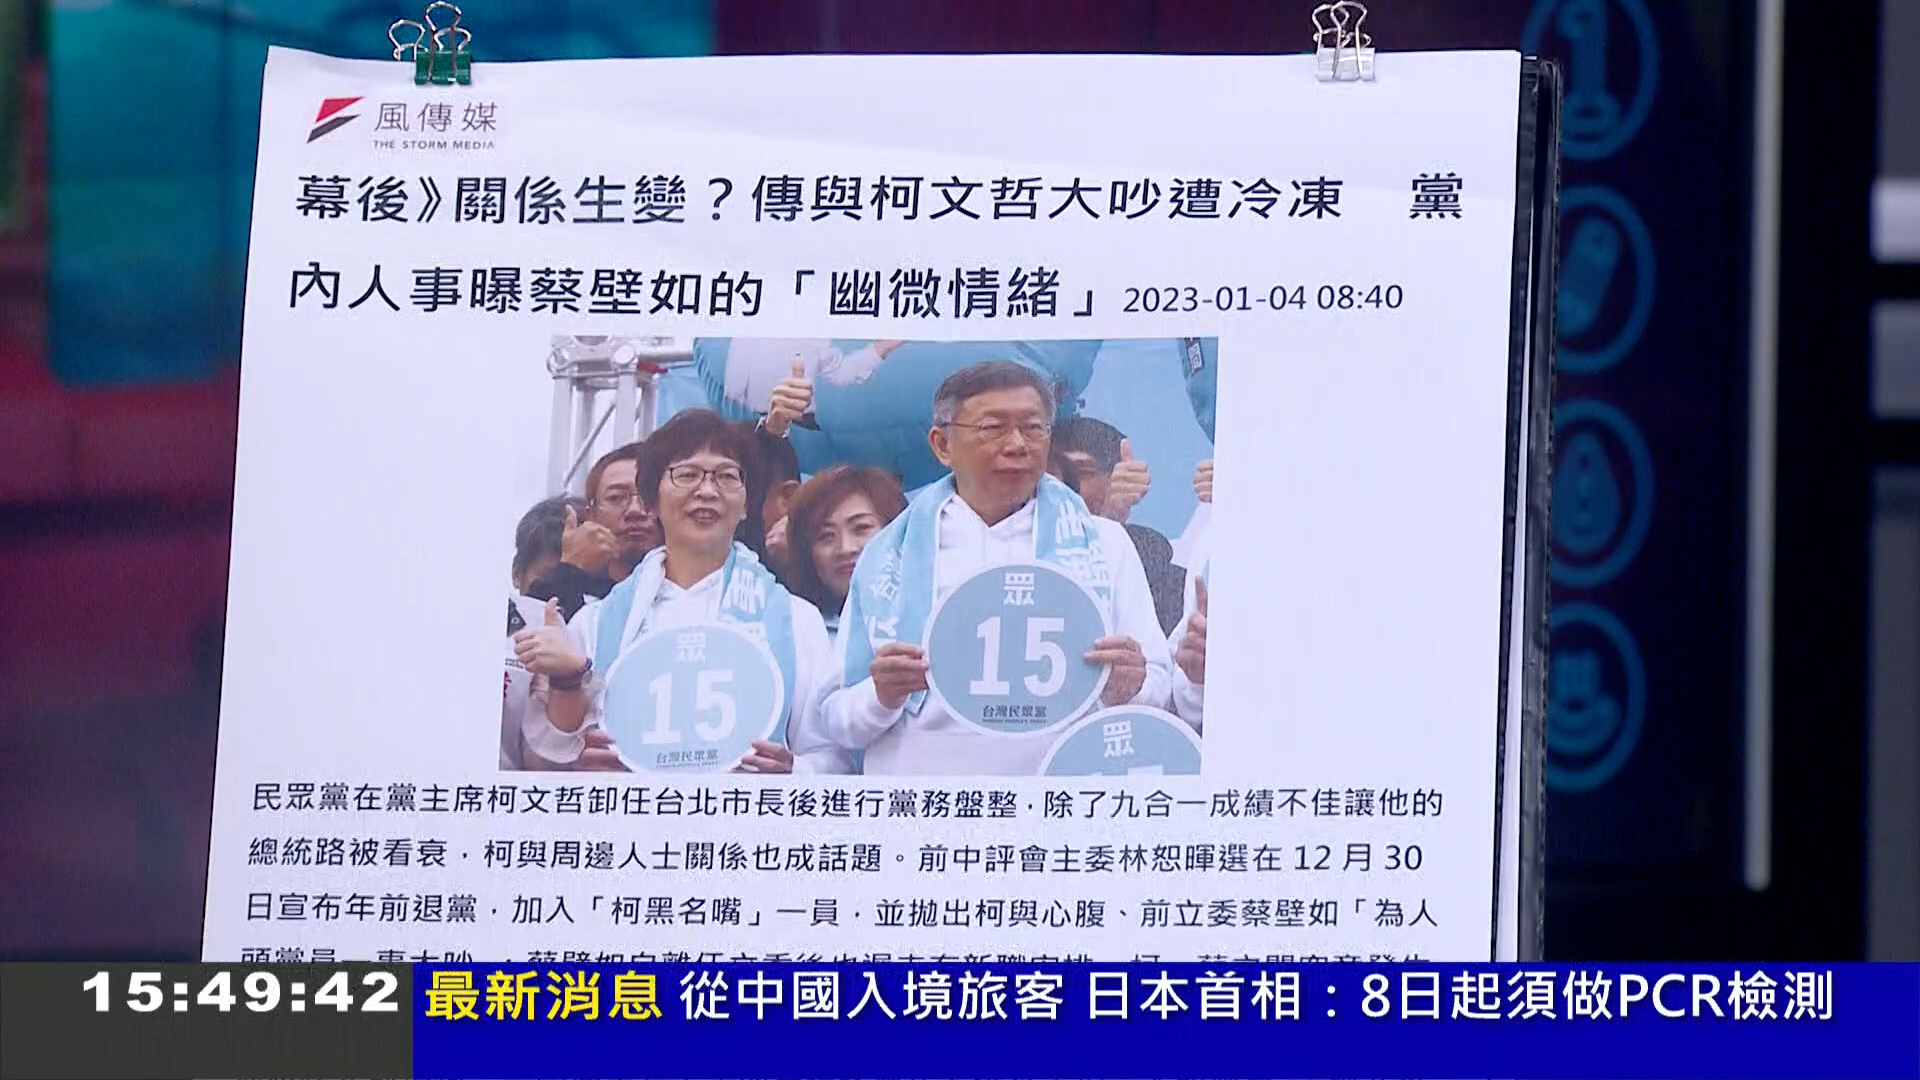 風傳媒
THE STORM MEDIA
幕後》關係生變？傳與柯文哲大吵遭冷凍　黨
內人事曝蔡壁如的「幽微情緒」 2023-01-04 08:40
眾
15
台灣民眾黨
眾
15
台灣民眾黨
眾
民眾黨在黨主席柯文哲卸任台北市長後進行黨務盤整，除了九合一成績不佳讓他的
總統路被看衰，柯與周邊人士關係也成話題。前中評會主委林恕暉選在 12 月 30
日宣布年前退黨，加入「柯黑名嘴」一員，並拋出柯與心腹、前立委蔡壁如「為人
15:49:42 最新消息 從中國入境旅客 日本首相：8日起須做PCR檢測